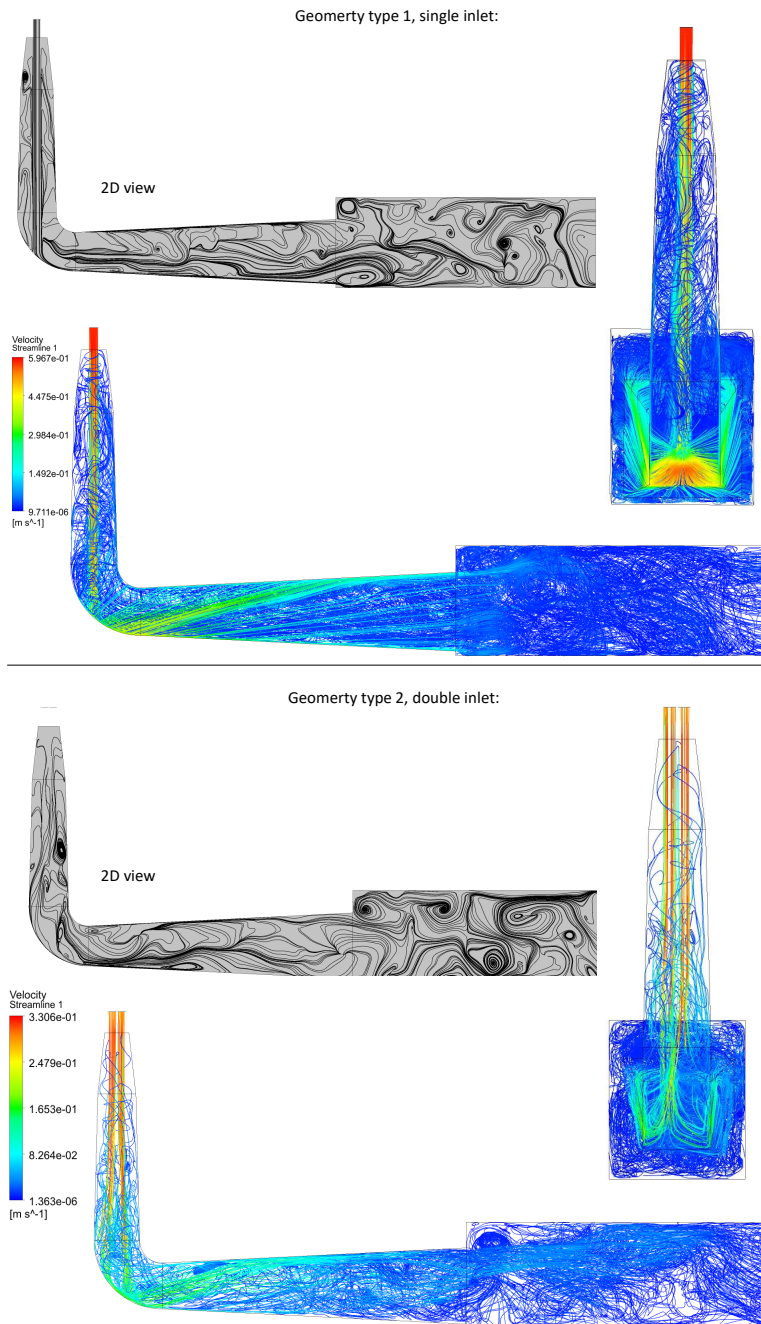 Geomerty type 1, single inlet:
2D view
Velocity
Streamline 1
5.967e-01
4.475e-01
2.984e-01
1.492e-01
9.711e-06
[m s^-1]
Geomerty type 2, double inlet:
2D view
Velocity
Streamline 1
3.306e-01
2.479e-01
1.653e-01
8.264e-02
1.363e-06
[m s^-1]